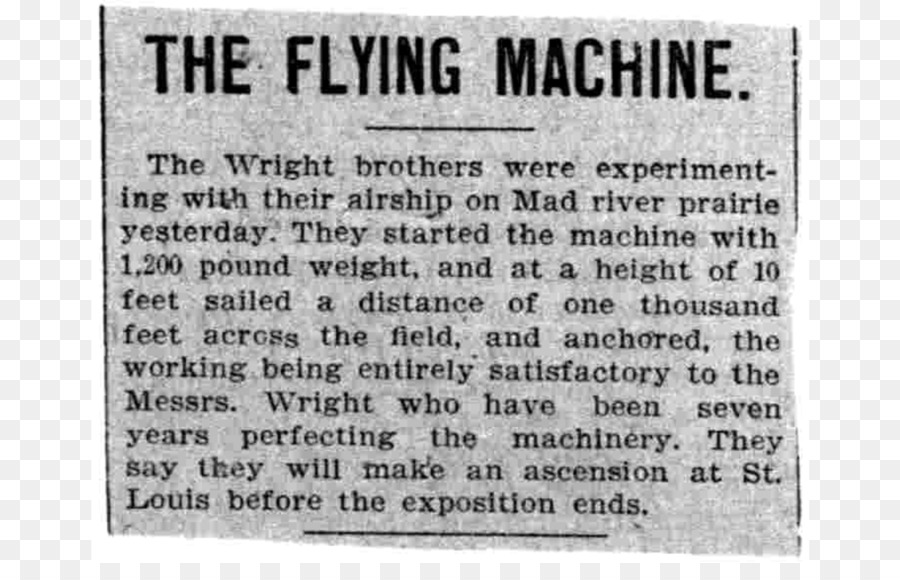 THE FLYING MACHINE.
The Wright brothers were experiment-
ing with their airship on Mad river prairie
yesterday. They started the machine with
1,200 pound weight, and at a height of 10
feet sailed a distance of one thousand
feet across the field, and anchored, the
working being entirely satisfactory to the
Messrs. Wright who have been seven
years perfecting the machinery. They
say they will make an ascension at St.
Louis before the exposition ends.